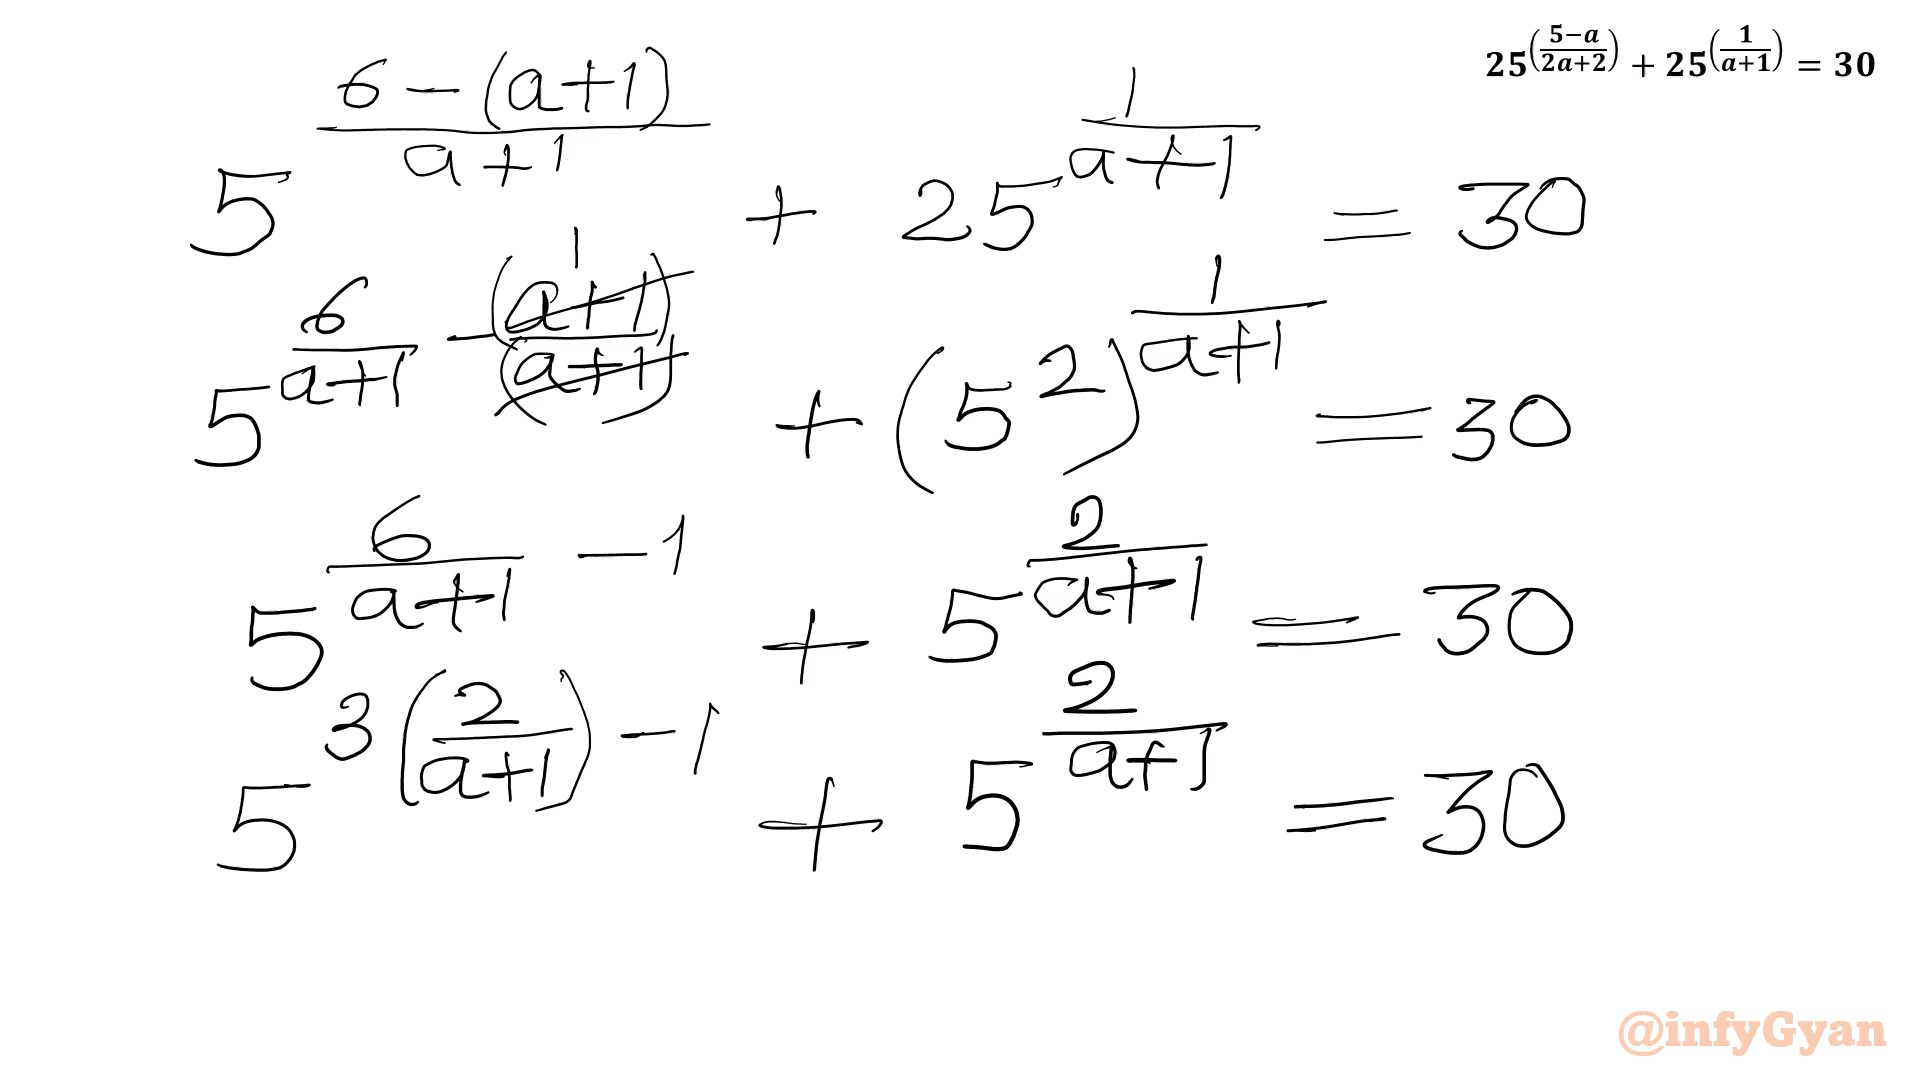 25^((5−a)/(2a+2)) + 25^(1/(a+1)) = 30
5^((6−(a+1))/(a+1)) + 25^(1/(a+1)) = 30
5^(6/(a+1) − (a+1)/(a+1)) + (5^2)^(1/(a+1)) = 30
1
5^(6/(a+1) − 1) + 5^(2/(a+1)) = 30
5^(3(2/(a+1)) − 1) + 5^(2/(a+1)) = 30
@infyGyan